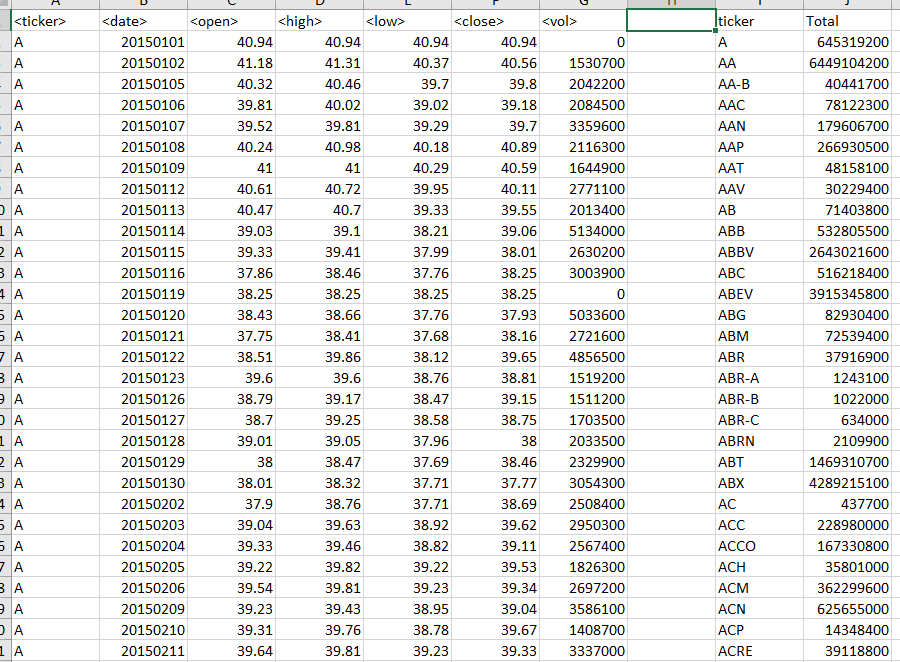 <ticker> <date> <open> <high> <low> <close> <vol> ticker Total
A 20150101 40.94 40.94 40.94 40.94 0 A 645319200
A 20150102 41.18 41.31 40.37 40.56 1530700 AA 6449104200
A 20150105 40.32 40.46 39.7 39.8 2042200 AA-B 40441700
A 20150106 39.81 40.02 39.02 39.18 2084500 AAC 78122300
A 20150107 39.52 39.81 39.29 39.7 3359600 AAN 179606700
A 20150108 40.24 40.98 40.18 40.89 2116300 AAP 266930500
A 20150109 41 41 40.29 40.59 1644900 AAT 48158100
A 20150112 40.61 40.72 39.95 40.11 2771100 AAV 30229400
A 20150113 40.47 40.7 39.33 39.55 2013400 AB 71403800
A 20150114 39.03 39.1 38.21 39.06 5134000 ABB 532805500
A 20150115 39.33 39.41 37.99 38.01 2630200 ABBV 2643021600
A 20150116 37.86 38.46 37.76 38.25 3003900 ABC 516218400
A 20150119 38.25 38.25 38.25 38.25 0 ABEV 3915345800
A 20150120 38.43 38.66 37.76 37.93 5033600 ABG 82930400
A 20150121 37.75 38.41 37.68 38.16 2721600 ABM 72539400
A 20150122 38.51 39.86 38.12 39.65 4856500 ABR 37916900
A 20150123 39.6 39.6 38.76 38.81 1519200 ABR-A 1243100
A 20150126 38.79 39.17 38.47 39.15 1511200 ABR-B 1022000
A 20150127 38.7 39.25 38.58 38.75 1703500 ABR-C 634000
A 20150128 39.01 39.05 37.96 38 2033500 ABRN 2109900
A 20150129 38 38.47 37.69 38.46 2329900 ABT 1469310700
A 20150130 38.01 38.32 37.71 37.77 3054300 ABX 4289215100
A 20150202 37.9 38.76 37.71 38.69 2508400 AC 437700
A 20150203 39.04 39.63 38.92 39.62 2950300 ACC 228980000
A 20150204 39.33 39.46 38.82 39.11 2567400 ACCO 167330800
A 20150205 39.22 39.82 39.22 39.53 1826300 ACH 35801000
A 20150206 39.54 39.81 39.23 39.34 2697200 ACM 362299600
A 20150209 39.23 39.43 38.95 39.04 3586100 ACN 625655000
A 20150210 39.31 39.76 38.78 39.67 1408700 ACP 14348400
A 20150211 39.64 39.81 39.23 39.33 3337000 ACRE 39118800